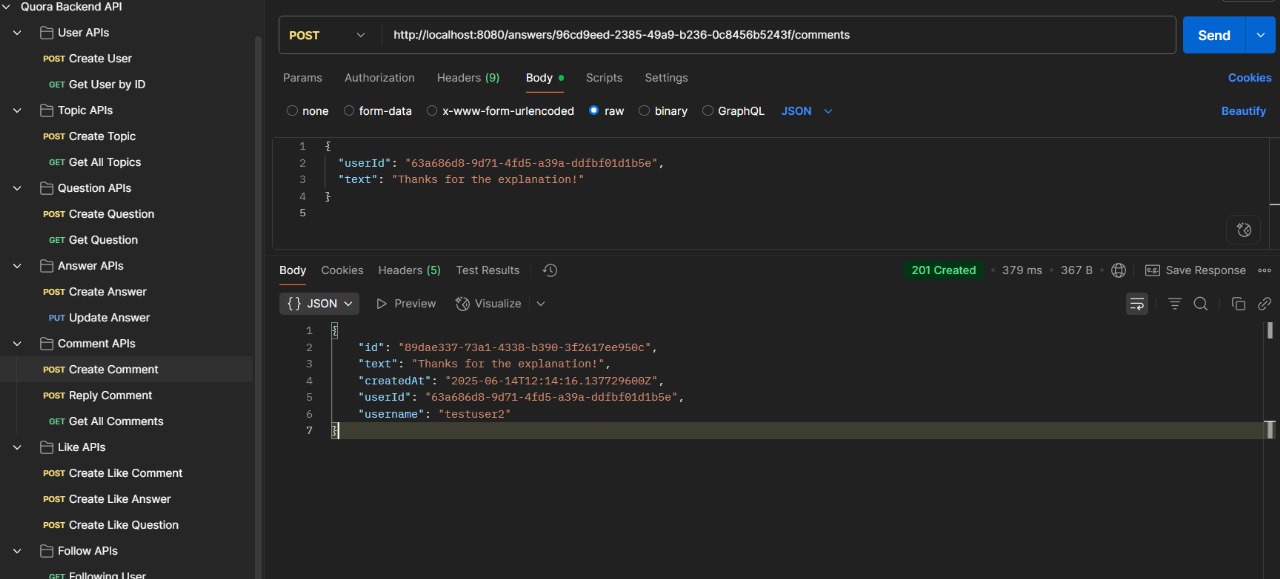 Quora Backend API
User APIs
POST Create User
GET Get User by ID
Topic APIs
POST Create Topic
GET Get All Topics
Question APIs
POST Create Question
GET Get Question
Answer APIs
POST Create Answer
PUT Update Answer
Comment APIs
POST Create Comment
POST Reply Comment
GET Get All Comments
Like APIs
POST Create Like Comment
POST Create Like Answer
POST Create Like Question
Follow APIs
GET Following User
POST http://localhost:8080/answers/96cd9eed-2385-49a9-b236-0c8456b5243f/comments Send
Params Authorization Headers (9) Body Scripts Settings Cookies
none form-data x-www-form-urlencoded raw binary GraphQL JSON Beautify
1 {
2 "userId": "63a686d8-9d71-4fd5-a39a-ddfbf01d1b5e",
3 "text": "Thanks for the explanation!"
4 }
5
Body Cookies Headers (5) Test Results 201 Created 379 ms 367 B e.g. Save Response
{} JSON Preview Visualize
1 {
2 "id": "89dae337-73a1-4338-b390-3f2617ee950c",
3 "text": "Thanks for the explanation!",
4 "createdAt": "2025-06-14T12:14:16.137729600Z",
5 "userId": "63a686d8-9d71-4fd5-a39a-ddfbf01d1b5e",
6 "username": "testuser2"
7 }